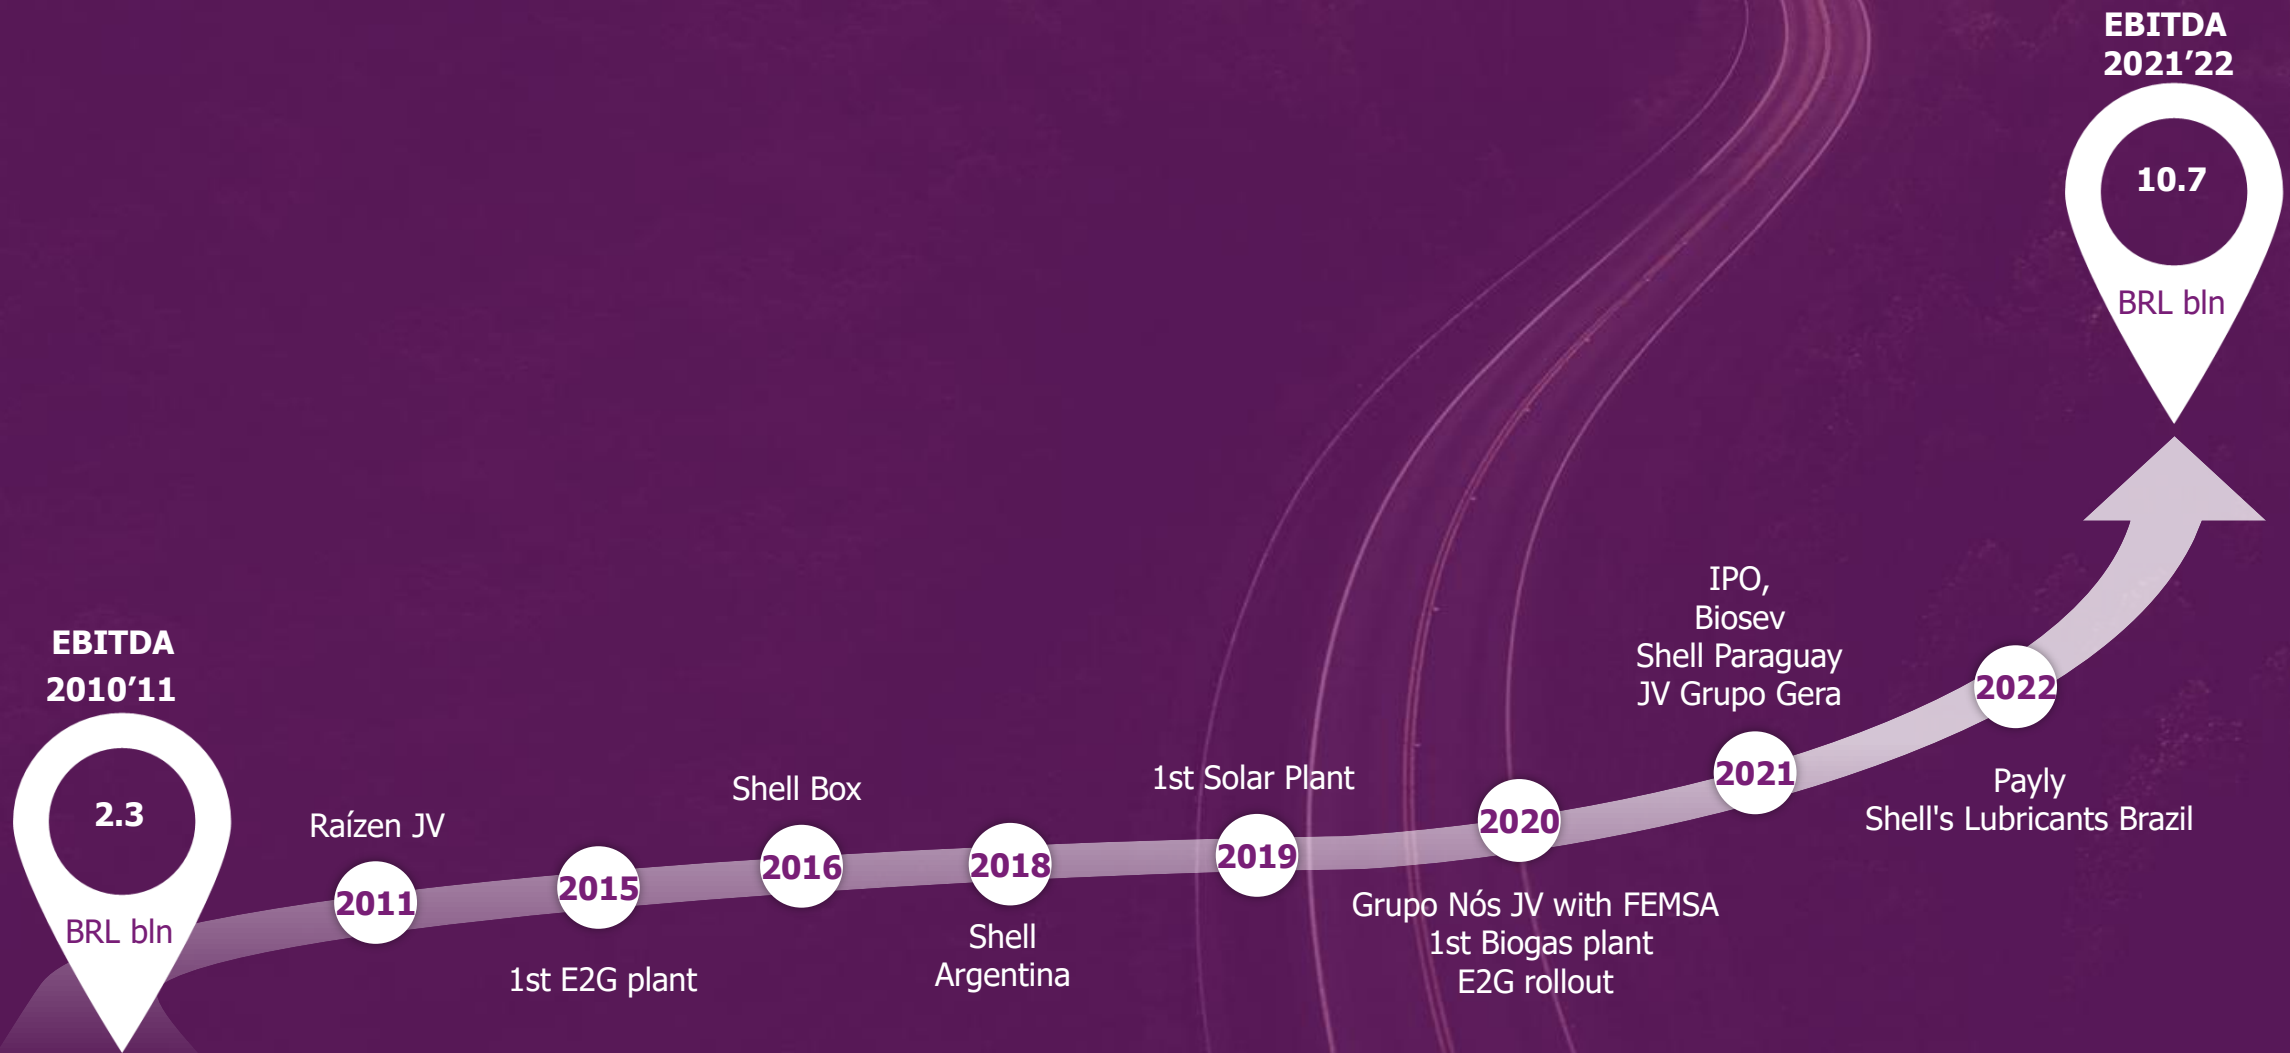 EBITDA
2010’11
2.3
BRL bln
Raízen JV
2011
2015
1st E2G plant
Shell Box
2016
2018
Shell
Argentina
1st Solar Plant
2019
2020
Grupo Nós JV with FEMSA
1st Biogas plant
E2G rollout
IPO,
Biosev
Shell Paraguay
JV Grupo Gera
2021
2022
Payly
Shell's Lubricants Brazil
EBITDA
2021’22
10.7
BRL bln